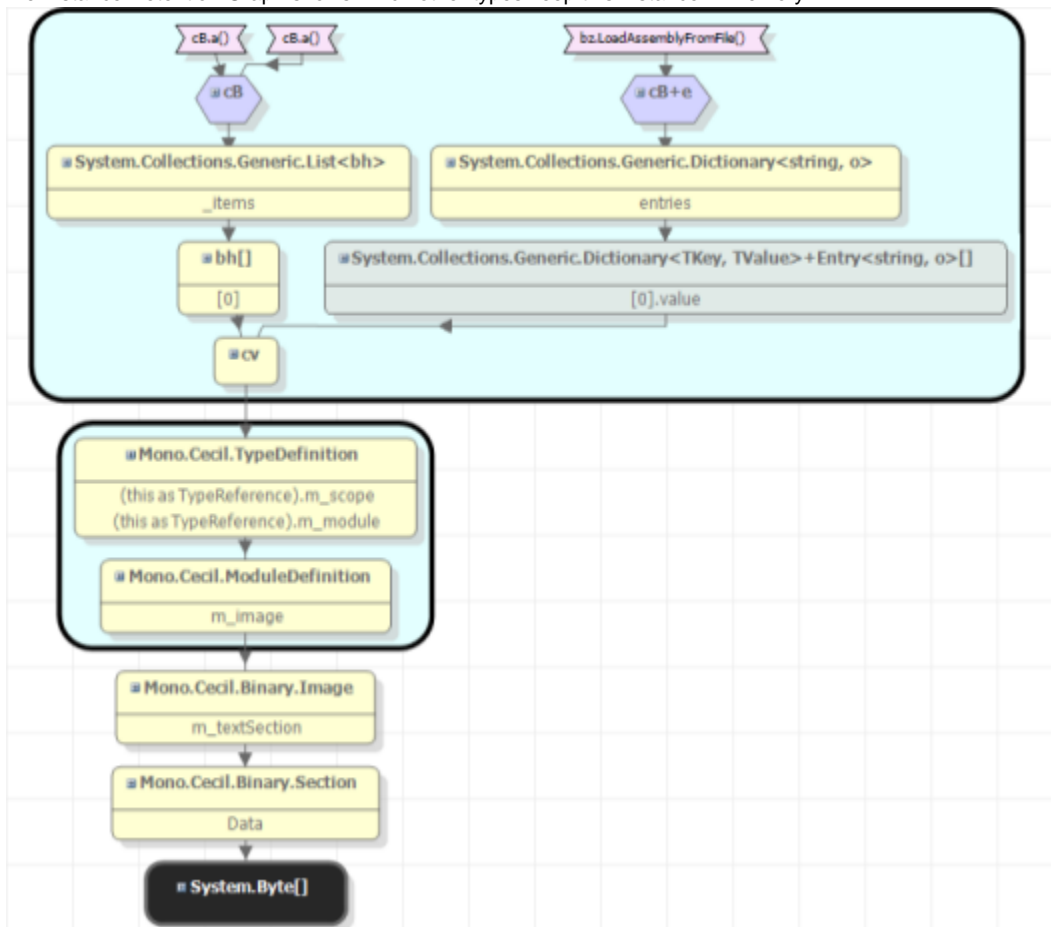 cB.a() cB.a() bz.LoadAssemblyFromFile()
cB cB+e
System.Collections.Generic.List<bh> System.Collections.Generic.Dictionary<string, o>
_items entries
bh[] System.Collections.Generic.Dictionary<TKey, TValue>+Entry<string, o>[]
[0] [0].value
cv
Mono.Cecil.TypeDefinition
(this as TypeReference).m_scope
(this as TypeReference).m_module
Mono.Cecil.ModuleDefinition
m_image
Mono.Cecil.Binary.Image
m_textSection
Mono.Cecil.Binary.Section
Data
System.Byte[]